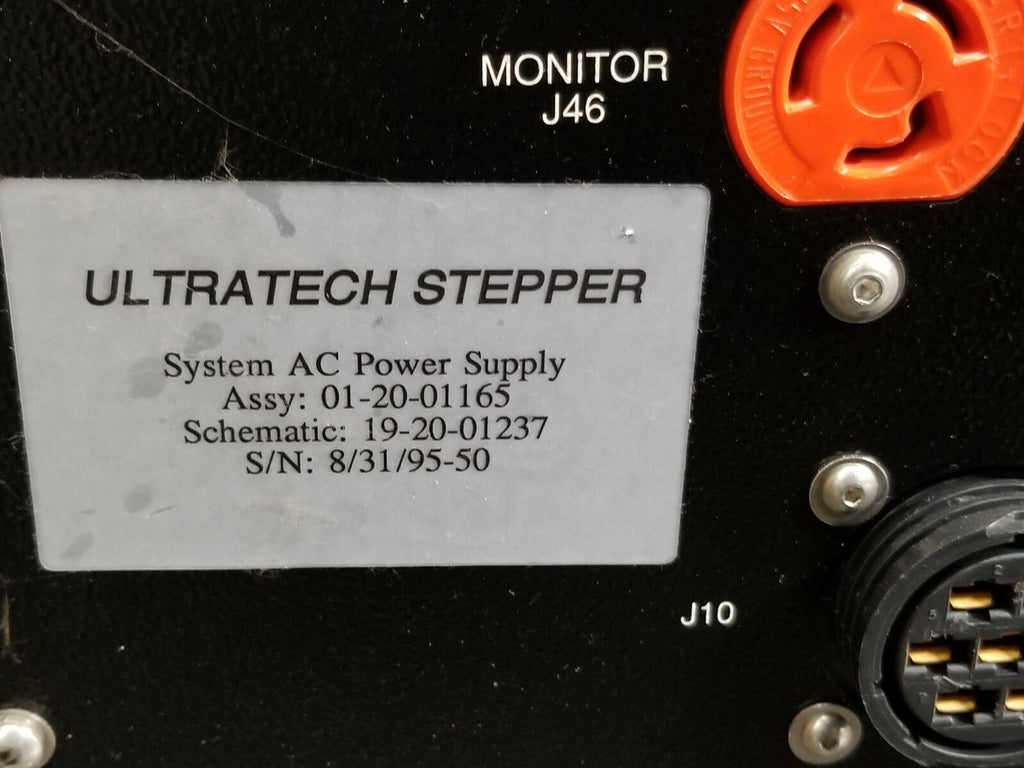 MONITOR
J46
ULTRATECH STEPPER
System AC Power Supply
Assy: 01-20-01165
Schematic: 19-20-01237
S/N: 8/31/95-50
J10
GROUND